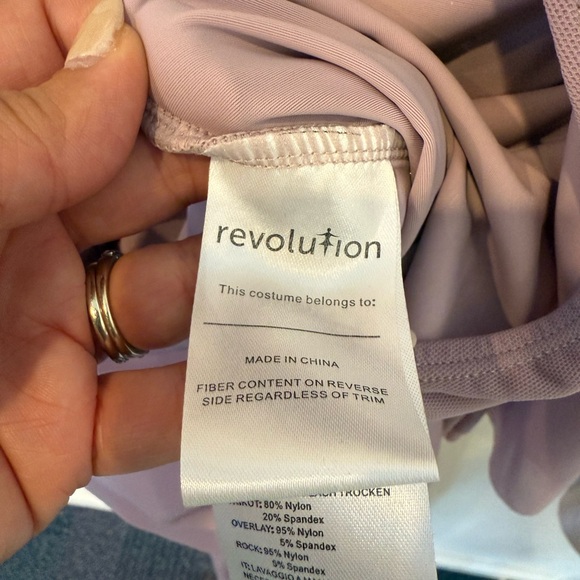 revolution
This costume belongs to:
MADE IN CHINA
FIBER CONTENT ON REVERSE
SIDE REGARDLESS OF TRIM
TROCKEN
80% Nylon
20% Spandex
OVERLAY: 95% Nylon
5% Spandex
ROCK: 95% Nylon
5% Spandex